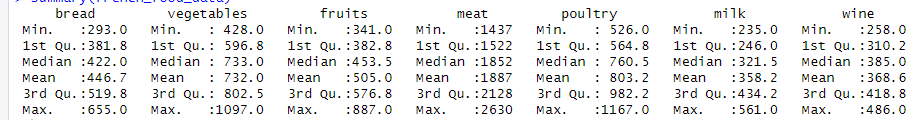 > summary(french_food_data)
bread vegetables fruits meat poultry milk wine
Min. :293.0 Min. : 428.0 Min. :341.0 Min. :1437 Min. : 526.0 Min. :235.0 Min. :258.0
1st Qu.:381.8 1st Qu.: 596.8 1st Qu.:382.8 1st Qu.:1522 1st Qu.: 564.8 1st Qu.:246.0 1st Qu.:310.2
Median :422.0 Median : 733.0 Median :453.5 Median :1852 Median : 760.5 Median :321.5 Median :385.0
Mean :446.7 Mean : 732.0 Mean :505.0 Mean :1887 Mean : 803.2 Mean :358.2 Mean :368.6
3rd Qu.:519.8 3rd Qu.: 802.5 3rd Qu.:576.8 3rd Qu.:2128 3rd Qu.: 982.2 3rd Qu.:434.2 3rd Qu.:418.8
Max. :655.0 Max. :1097.0 Max. :887.0 Max. :2630 Max. :1167.0 Max. :561.0 Max. :486.0